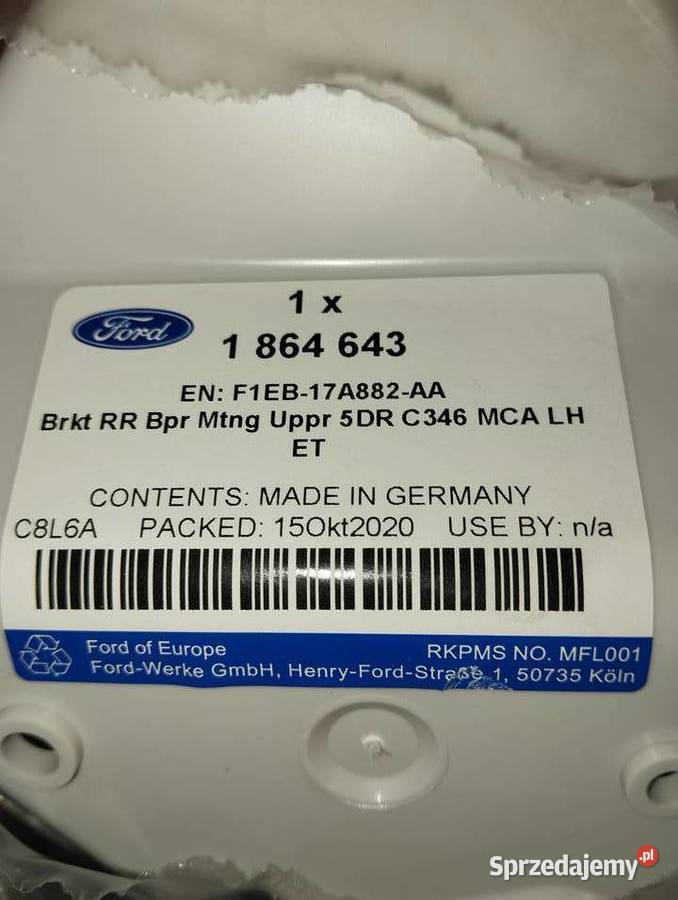 1 x
Ford
1 864 643
EN: F1EB-17A882-AA
Brkt RR Bpr Mtng Uppr 5DR C346 MCA LH
ET
CONTENTS: MADE IN GERMANY
C8L6A PACKED: 15Okt2020 USE BY: n/a
Ford of Europe RKPMS NO. MFL001
Ford-Werke GmbH, Henry-Ford-Straße 1, 50735 Köln
Sprzedajemy.pl